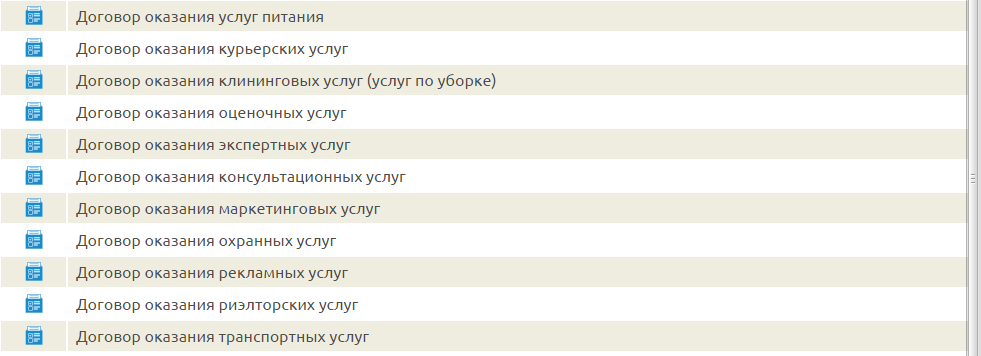 Договор оказания услуг питания
Договор оказания курьерских услуг
Договор оказания клининговых услуг (услуг по уборке)
Договор оказания оценочных услуг
Договор оказания экспертных услуг
Договор оказания консультационных услуг
Договор оказания маркетинговых услуг
Договор оказания охранных услуг
Договор оказания рекламных услуг
Договор оказания риэлторских услуг
Договор оказания транспортных услуг